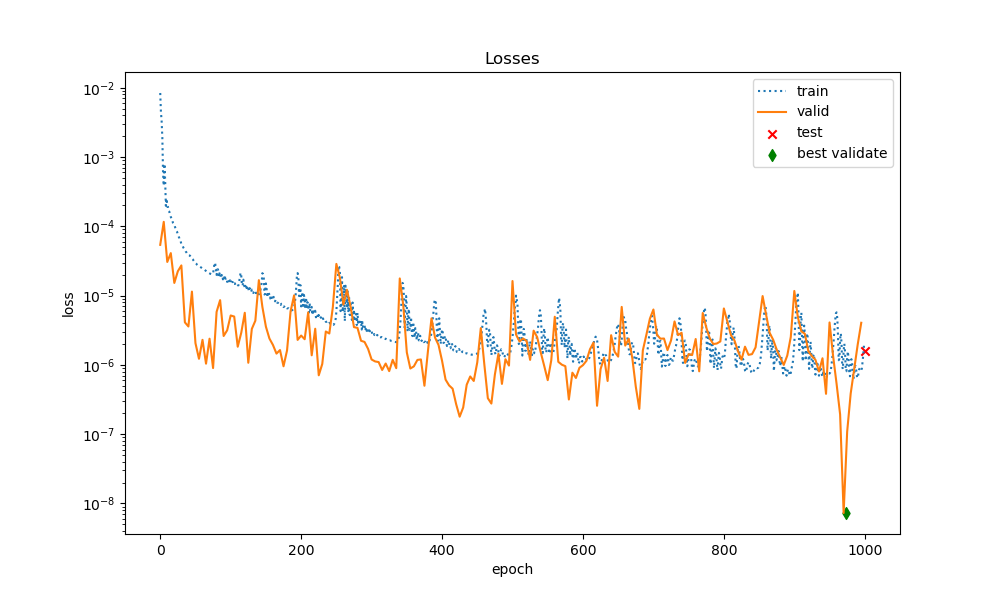 Losses
10⁻²
10⁻³
10⁻⁴
10⁻⁵
10⁻⁶
10⁻⁷
10⁻⁸
loss
0 200 400 600 800 1000
epoch
train
valid
test
best validate